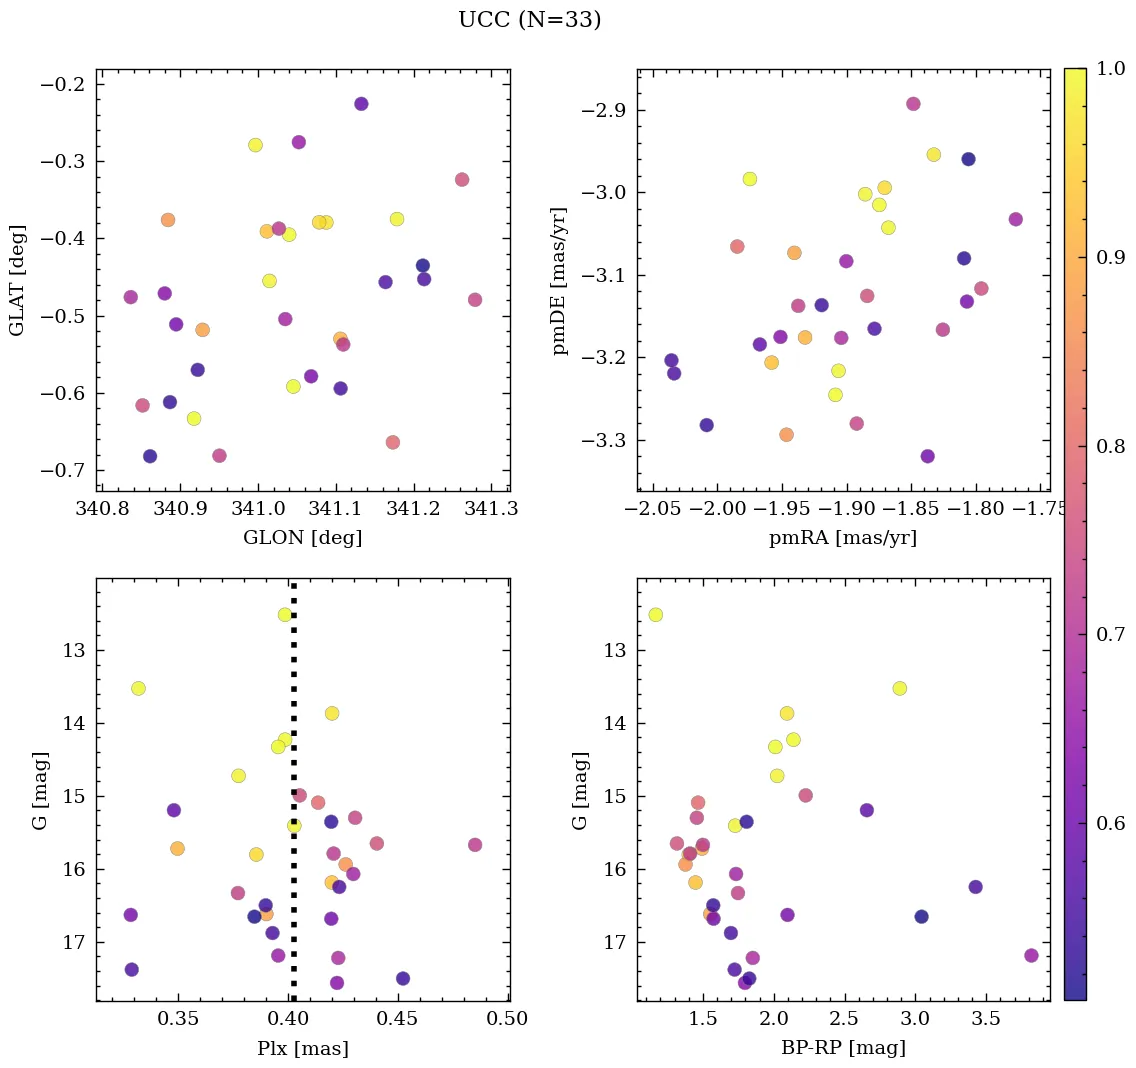 UCC (N=33)
−0.2
−0.3
−0.4
−0.5
−0.6
−0.7
GLAT [deg]
340.8 340.9 341.0 341.1 341.2 341.3
GLON [deg]
−2.9
−3.0
−3.1
−3.2
−3.3
pmDE [mas/yr]
−2.05 −2.00 −1.95 −1.90 −1.85 −1.80 −1.75
pmRA [mas/yr]
13
14
15
16
17
G [mag]
0.35 0.40 0.45 0.50
Plx [mas]
13
14
15
16
17
G [mag]
1.5 2.0 2.5 3.0 3.5
BP-RP [mag]
1.0
0.9
0.8
0.7
0.6